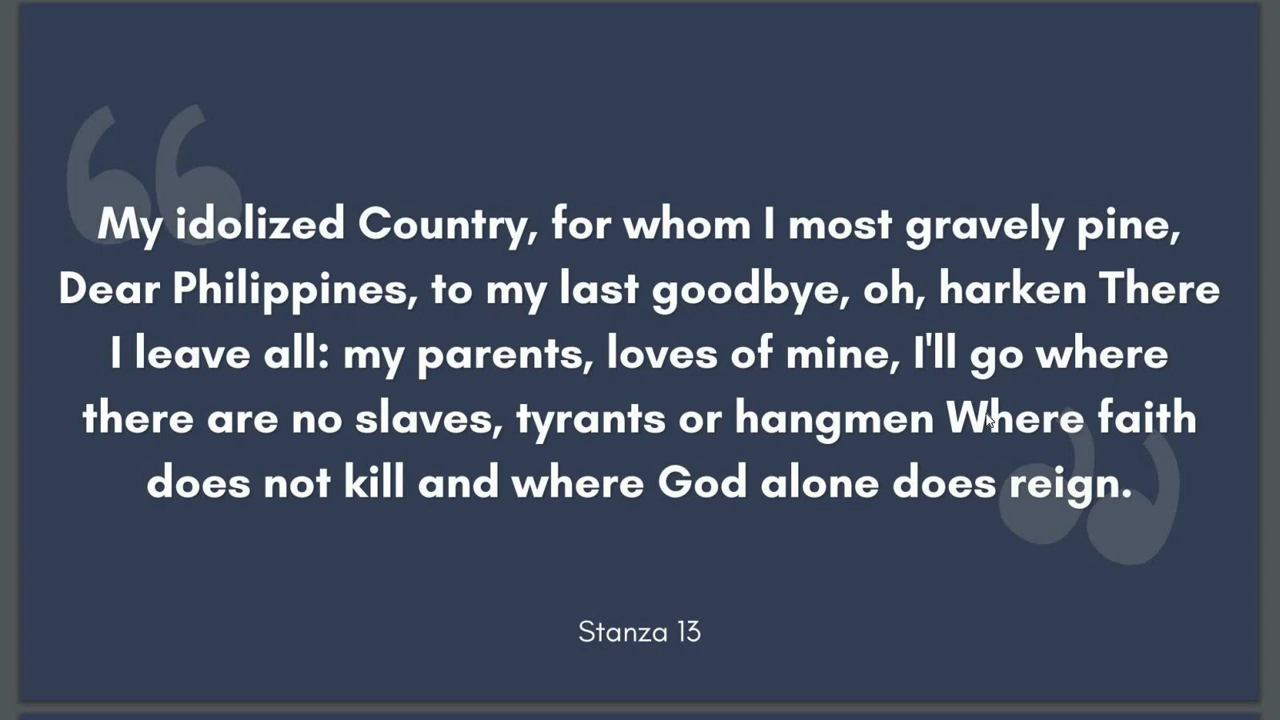 My idolized Country, for whom I most gravely pine,
Dear Philippines, to my last goodbye, oh, harken There
I leave all: my parents, loves of mine, I'll go where
there are no slaves, tyrants or hangmen Where faith
does not kill and where God alone does reign.
Stanza 13